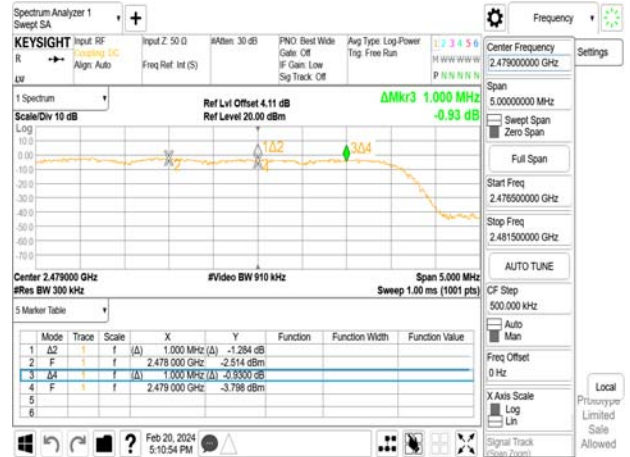 Spectrum Analyzer 1
Swept SA
KEYSIGHT
R
Input: RF
Coupling: DC
Align: Auto
Input Z: 50 Ω
Freq Ref: Int (S)
#Atten: 30 dB
PNO: Best Wide
Gate: Off
IF Gain: Low
Sig Track: Off
Avg Type: Log-Power
Trig: Free Run
1 2 3 4 5 6
M W W W W W
P N N N N N
1 Spectrum
Scale/Div 10 dB
Log
Ref Lvl Offset 4.11 dB
Ref Level 20.00 dBm
ΔMkr3 1.000 MHz
-0.93 dB
10.0
0.00
-10.0
-20.0
-30.0
-40.0
-50.0
-60.0
-70.0
1Δ2
2
3Δ4
Center 2.479000 GHz
#Res BW 300 kHz
#Video BW 910 kHz
Span 5.000 MHz
Sweep 1.00 ms (1001 pts)
5 Marker Table
Mode Trace Scale X Y Function Function Width Function Value
1 Δ2 1 f (Δ) 1.000 MHz (Δ) -1.284 dB
2 F 1 f 2.478 000 GHz -2.514 dBm
3 Δ4 1 f (Δ) 1.000 MHz (Δ) -0.9300 dB
4 F 1 f 2.479 000 GHz -3.798 dBm
5
6
Feb 20, 2024
5:10:54 PM
Frequency
Settings
Center Frequency
2.479000000 GHz
Span
5.00000000 MHz
Swept Span
Zero Span
Full Span
Start Freq
2.476500000 GHz
Stop Freq
2.481500000 GHz
AUTO TUNE
CF Step
500.000 kHz
Auto
Man
Freq Offset
0 Hz
X Axis Scale
Log
Lin
Signal Track
(Span Zoom)
Local
Prototype
Limited
Sale
Allowed